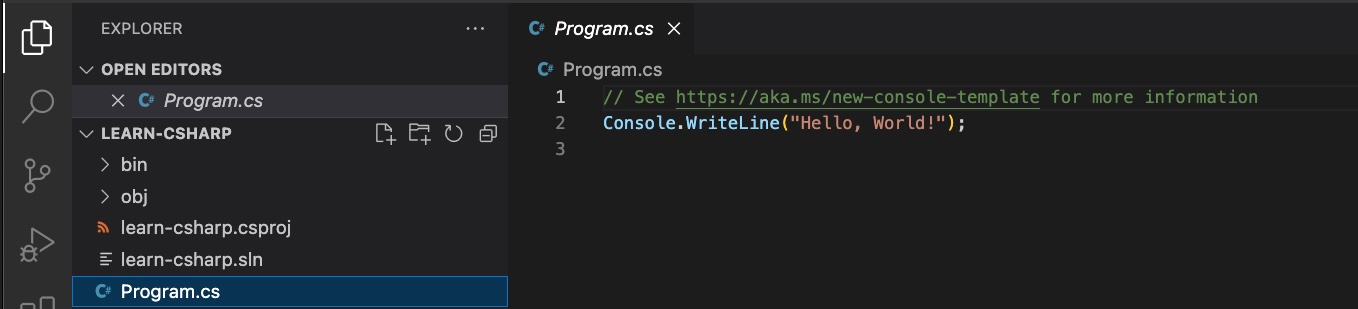 EXPLORER
···
OPEN EDITORS
C# Program.cs
LEARN-CSHARP
bin
obj
learn-csharp.csproj
learn-csharp.sln
C# Program.cs
C# Program.cs
C# Program.cs
1 // See https://aka.ms/new-console-template for more information
2 Console.WriteLine("Hello, World!");
3